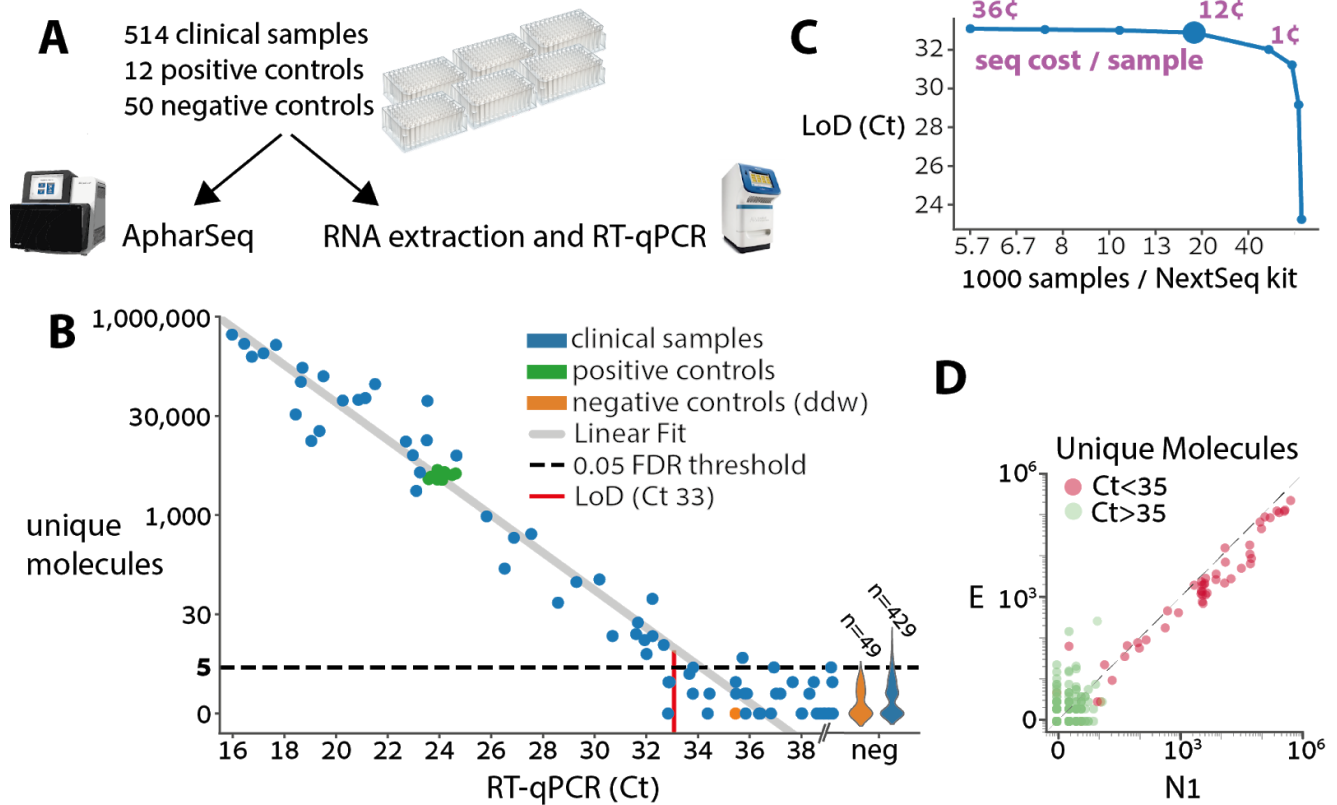 A
514 clinical samples
12 positive controls
50 negative controls
ApharSeq
RNA extraction and RT-qPCR
C
36¢
12¢
1¢
seq cost / sample
LoD (Ct)
32
30
28
26
24
5.7 6.7 8 10 13 20 40
1000 samples / NextSeq kit
B
1,000,000
30,000
1,000
30
5
0
unique
molecules
clinical samples
positive controls
negative controls (ddw)
Linear Fit
0.05 FDR threshold
LoD (Ct 33)
n=49
n=429
16 18 20 22 24 26 28 30 32 34 36 38 neg
RT-qPCR (Ct)
D
Unique Molecules
Ct<35
Ct>35
10⁶
E 10³
0
0 10³ 10⁶
N1